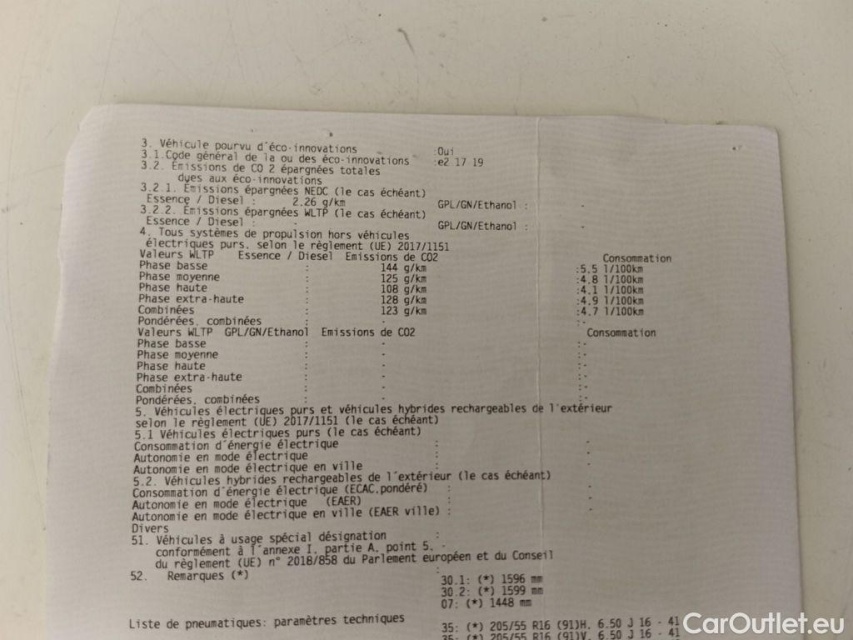 3. Véhicule pourvu d'éco-innovations :Oui
3.1.Code général de la ou des éco-innovations :e2 17 19
3.2. Émissions de CO 2 épargnées totales
dues aux éco-innovations
3.2.1. Émissions épargnées NEDC (le cas échéant)
Essence / Diesel : 2.26 g/km GPL/GN/Ethanol : -
3.2.2. Émissions épargnées WLTP (le cas échéant)
Essence / Diesel : - GPL/GN/Ethanol : -
4. Tous systèmes de propulsion hors véhicules
électriques purs, selon le règlement (UE) 2017/1151
Valeurs WLTP Essence / Diesel Emissions de CO2 Consommation
Phase basse : 144 g/km :5.5 l/100km
Phase moyenne : 125 g/km :4.8 l/100km
Phase haute : 108 g/km :4.1 l/100km
Phase extra-haute : 128 g/km :4.9 l/100km
Combinées : 123 g/km :4.7 l/100km
Pondérées, combinées : - :-
Valeurs WLTP GPL/GN/Ethanol Emissions de CO2 Consommation
Phase basse : - :-
Phase moyenne : - :-
Phase haute : - :-
Phase extra-haute : - :-
Combinées : - :-
Pondérées, combinées : - :-
5. Véhicules électriques purs et véhicules hybrides rechargeables de l'extérieur
selon le règlement (UE) 2017/1151 (le cas échéant)
5.1 Véhicules électriques purs (le cas échéant)
Consommation d'énergie électrique : -
Autonomie en mode électrique : -
Autonomie en mode électrique en ville : -
5.2. Véhicules hybrides rechargeables de l'extérieur (le cas échéant)
Consommation d'énergie électrique (ECAC,pondéré) : -
Autonomie en mode électrique (EAER) : -
Autonomie en mode électrique en ville (EAER ville) : -
Divers
51. Véhicules à usage spécial désignation :
conformément à l'annexe I, partie A, point 5. -
du règlement (UE) n° 2018/858 du Parlement européen et du Conseil
52. Remarques (*) :
30.1: (*) 1596 mm
30.2: (*) 1599 mm
07: (*) 1448 mm
Liste de pneumatiques: paramètres techniques
35: (*) 205/55 R16 (91)H, 6.50 J 16 - 41
35: (*) 205/55 R16 (91)V, 6.50 J 16 - 41
CarOutlet.eu